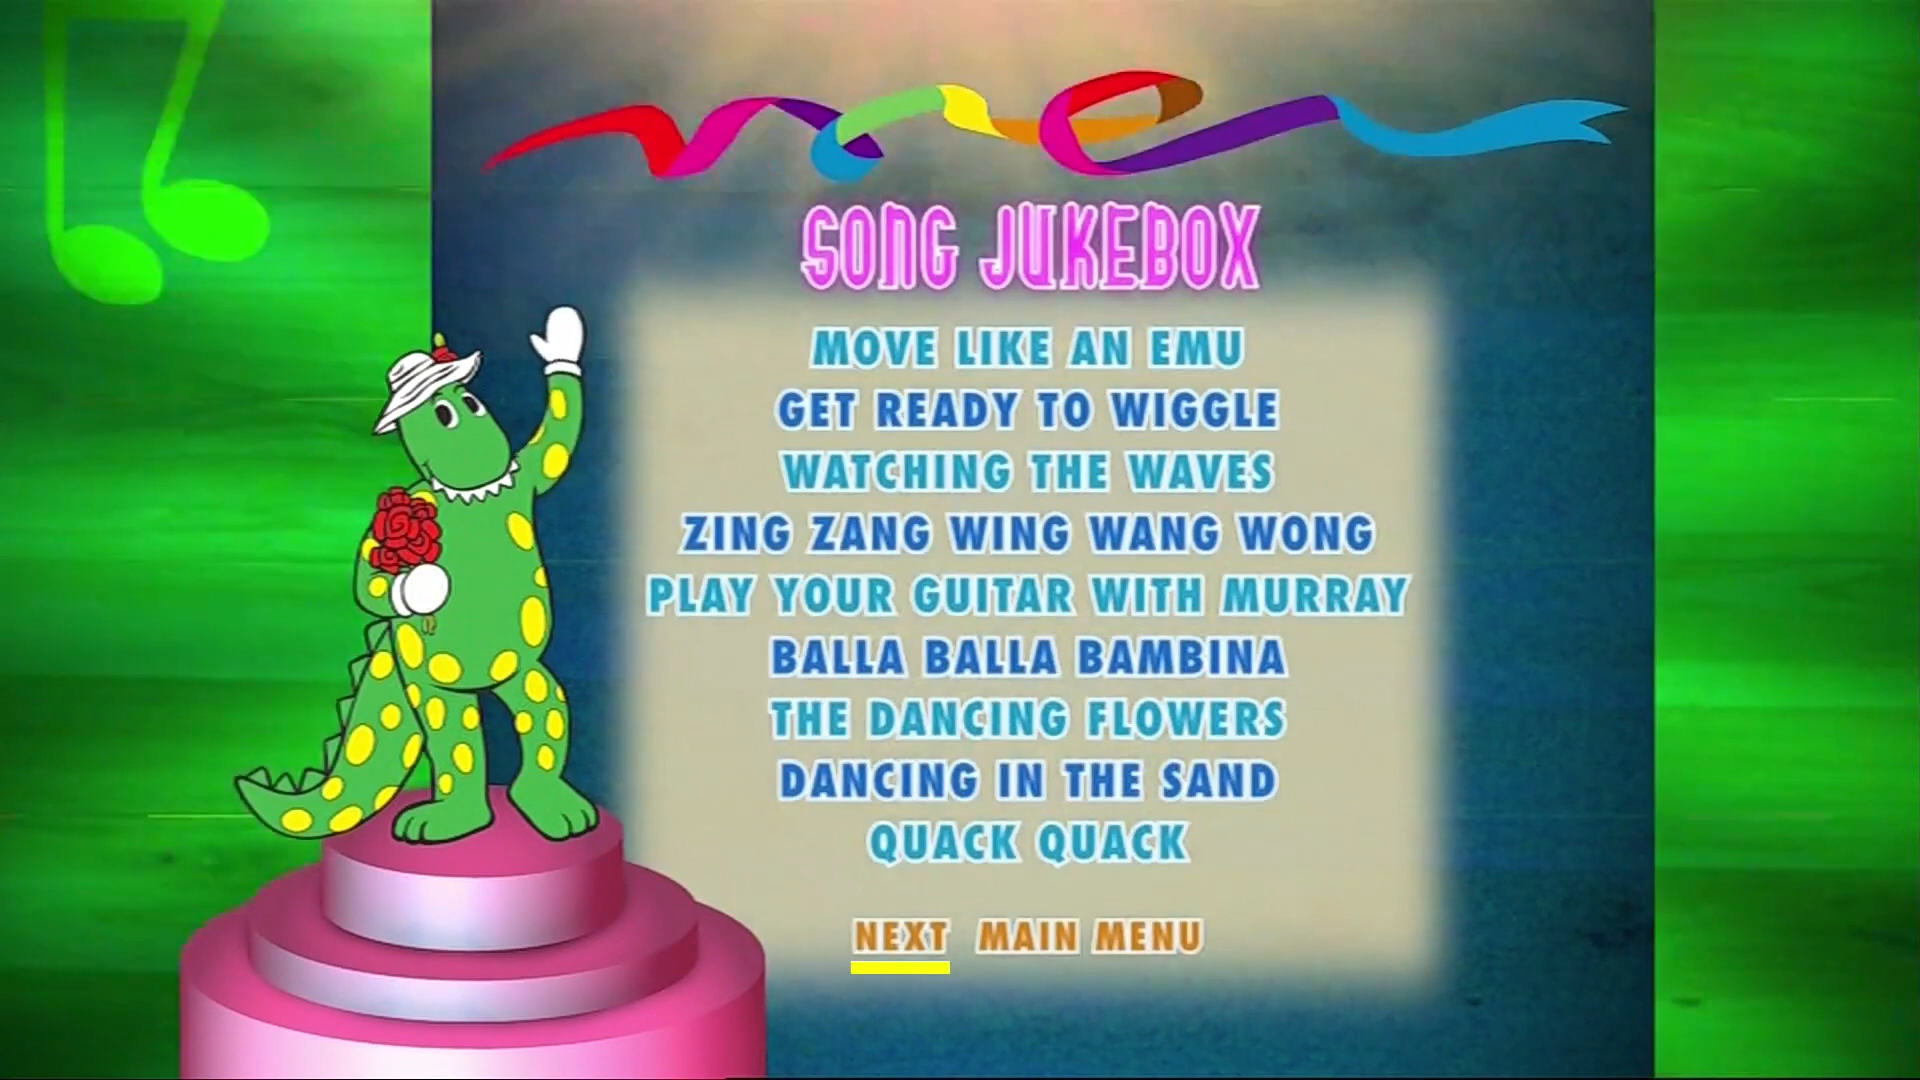 SONG JUKEBOX
MOVE LIKE AN EMU
GET READY TO WIGGLE
WATCHING THE WAVES
ZING ZANG WING WANG WONG
PLAY YOUR GUITAR WITH MURRAY
BALLA BALLA BAMBINA
THE DANCING FLOWERS
DANCING IN THE SAND
QUACK QUACK
NEXT MAIN MENU